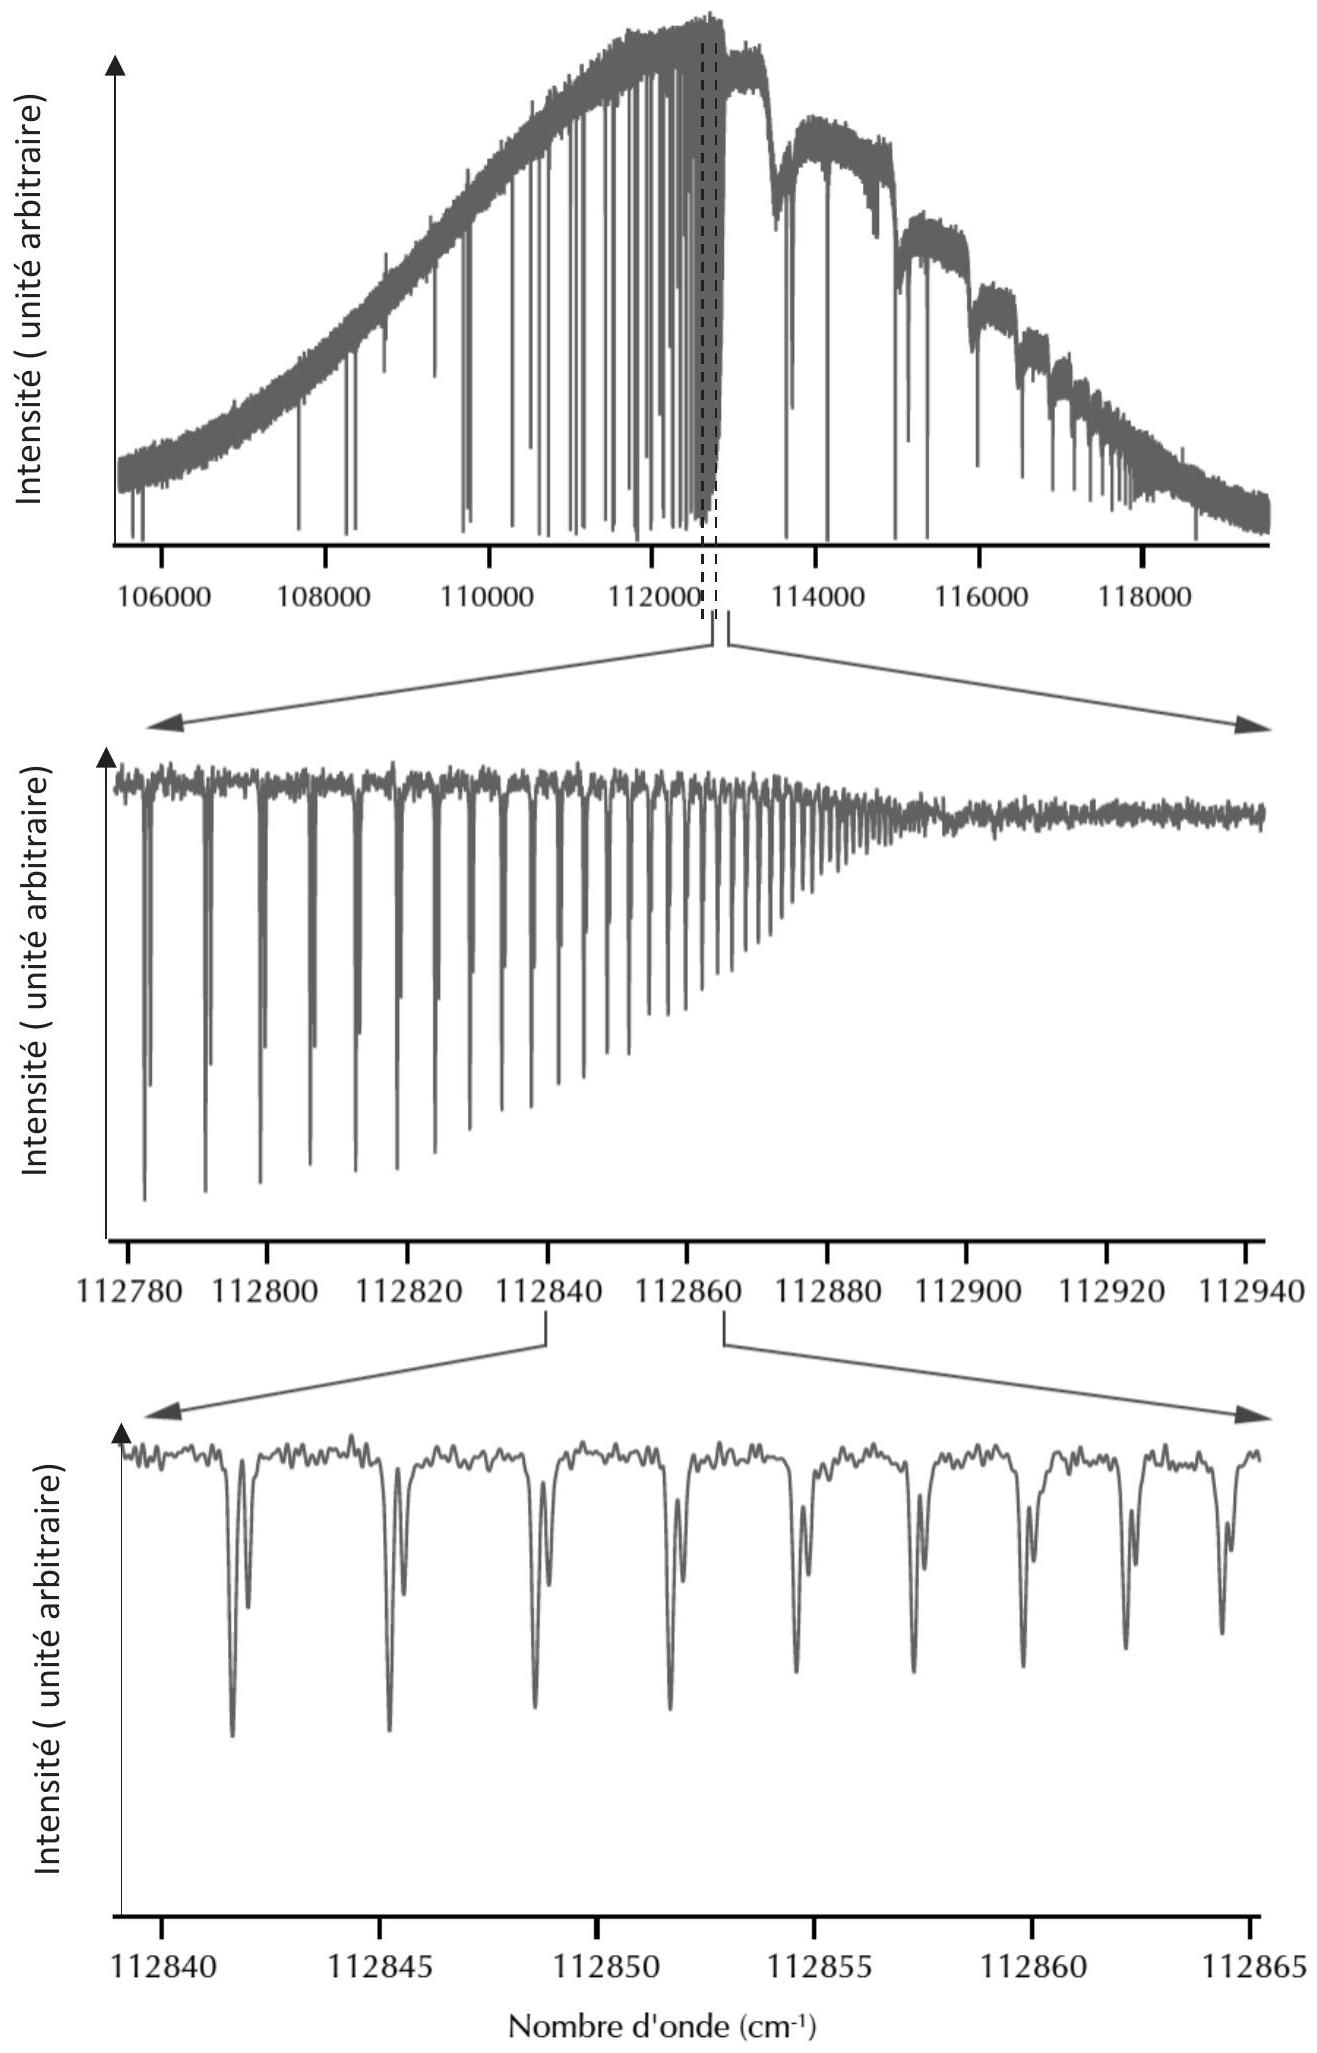 Intensité ( unité arbitraire)
106000 108000 110000 112000 114000 116000 118000
Intensité ( unité arbitraire)
112780 112800 112820 112840 112860 112880 112900 112920 112940
Intensité ( unité arbitraire)
112840 112845 112850 112855 112860 112865
Nombre d'onde (cm⁻¹)